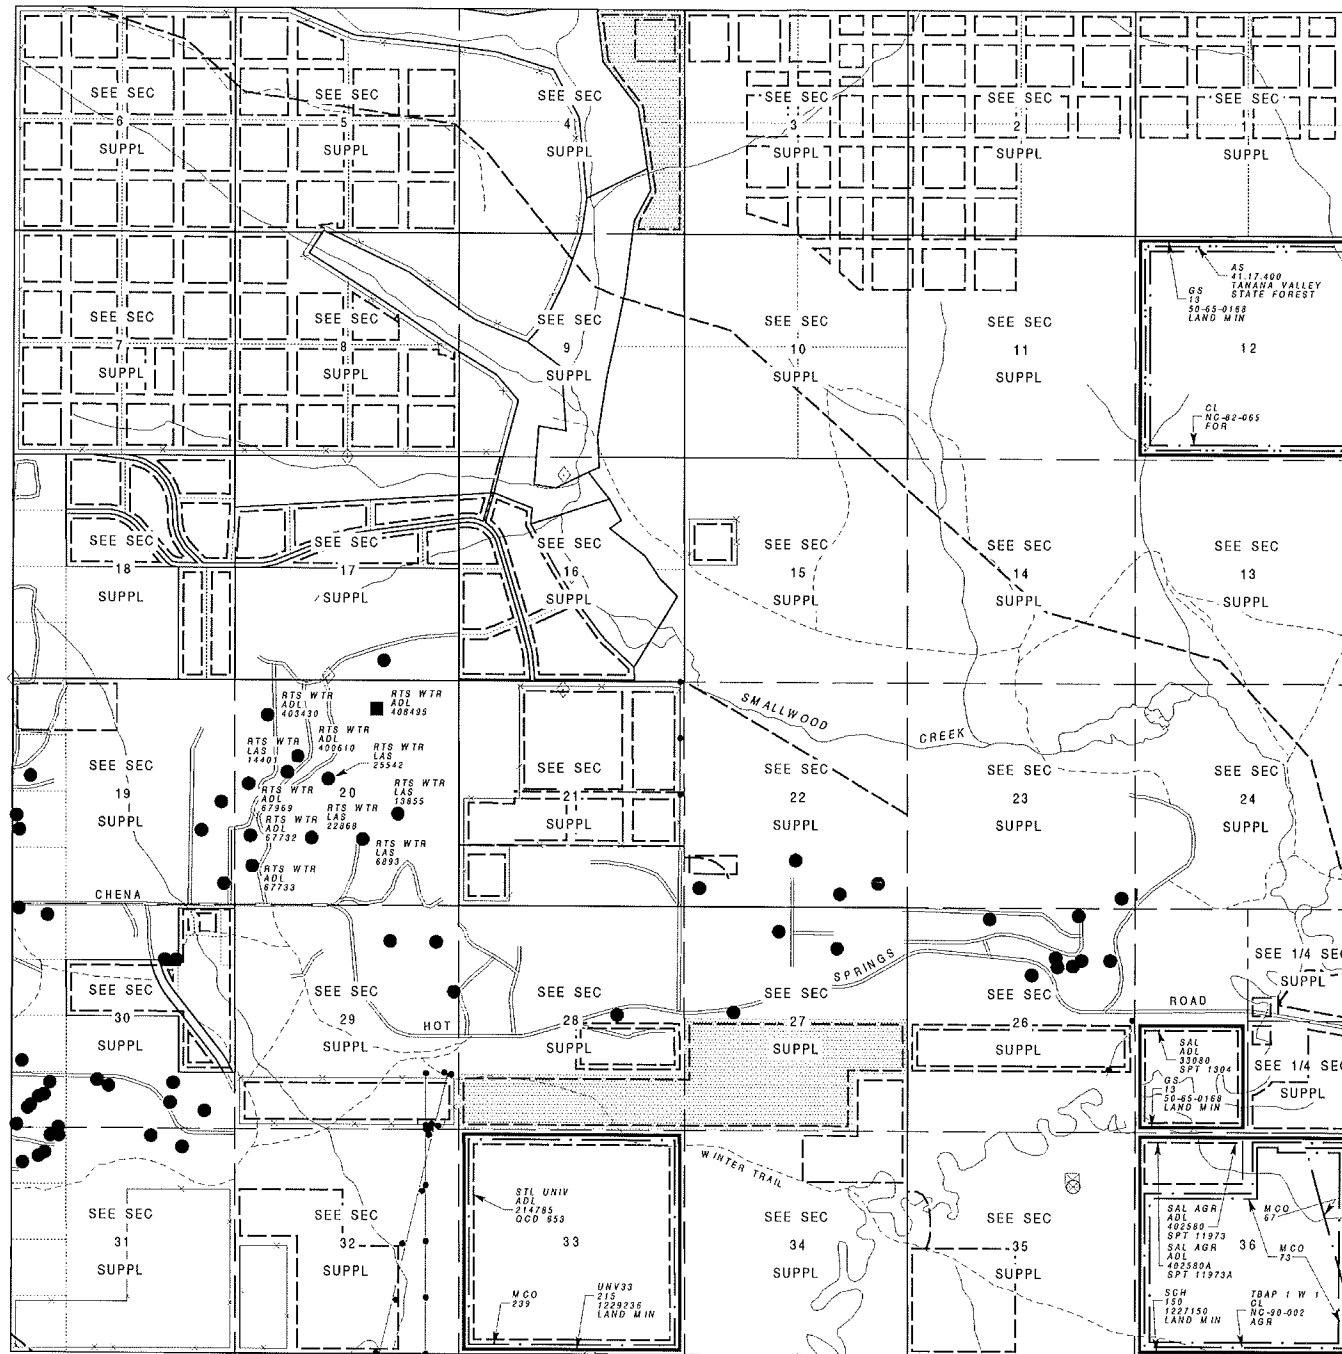 SEE SEC
6
SUPPL
SEE SEC
5
SUPPL
SEE SEC
4
SUPPL
SEE SEC
3
SUPPL
SEE SEC
2
SUPPL
SEE SEC
1
SUPPL
SEE SEC
7
SUPPL
SEE SEC
8
SUPPL
SEE SEC
9
SUPPL
SEE SEC
10
SUPPL
SEE SEC
11
SUPPL
AS
41.17.400
TANANA VALLEY
STATE FOREST
GS
13
50-65-0168
LAND MIN
12
CL
NC-82-065
FOR
SEE SEC
18
SUPPL
SEE SEC
17
SUPPL
SEE SEC
16
SUPPL
SEE SEC
15
SUPPL
SEE SEC
14
SUPPL
SEE SEC
13
SUPPL
SEE SEC
19
SUPPL
RTS WTR
ADL
403430
RTS WTR
ADL
408495
RTS WTR
ADL
400610
RTS WTR
LAS
14401
RTS WTR
LAS
25542
20
RTS WTR
ADL
67969
RTS WTR
LAS
13855
RTS WTR
LAS
22868
RTS WTR
ADL
67732
RTS WTR
LAS
6893
RTS WTR
ADL
67733
SEE SEC
21
SUPPL
SMALLWOOD
CREEK
SEE SEC
22
SUPPL
SEE SEC
23
SUPPL
SEE SEC
24
SUPPL
CHENA
HOT
SPRINGS
ROAD
SEE SEC
30
SUPPL
SEE SEC
29
SUPPL
SEE SEC
28
SUPPL
SEE SEC
27
SUPPL
SEE SEC
26
SUPPL
SEE 1/4 SEC
SUPPL
SAL
ADL
33080
SPT 1304
GS
13
50-65-0168
LAND MIN
SEE 1/4 SEC
SUPPL
WINTER TRAIL
SEE SEC
31
SUPPL
SEE SEC
32
SUPPL
STL UNIV
ADL
214785
QCD 653
33
MCO
239
UNV33
215
1229236
LAND MIN
SEE SEC
34
SUPPL
SEE SEC
35
SUPPL
SAL AGR
ADL
402580
SPT 11973
SAL AGR
ADL
402580A
SPT 11973A
MCO
67
36
MCO
73
SCH
150
1227150
LAND MIN
TBAP 1 W 1
CL
NC-90-002
AGR